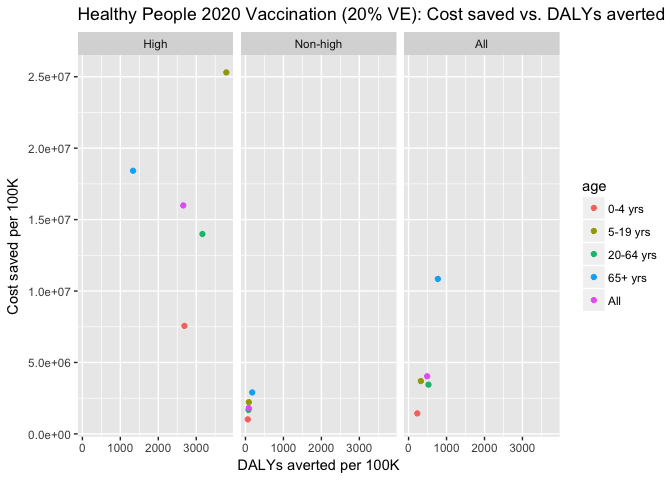 Healthy People 2020 Vaccination (20% VE): Cost saved vs. DALYs averted
High Non-high All
2.5e+07
2.0e+07
1.5e+07
1.0e+07
5.0e+06
0.0e+00
Cost saved per 100K
0 1000 2000 3000 0 1000 2000 3000 0 1000 2000 3000
DALYs averted per 100K
age
0-4 yrs
5-19 yrs
20-64 yrs
65+ yrs
All